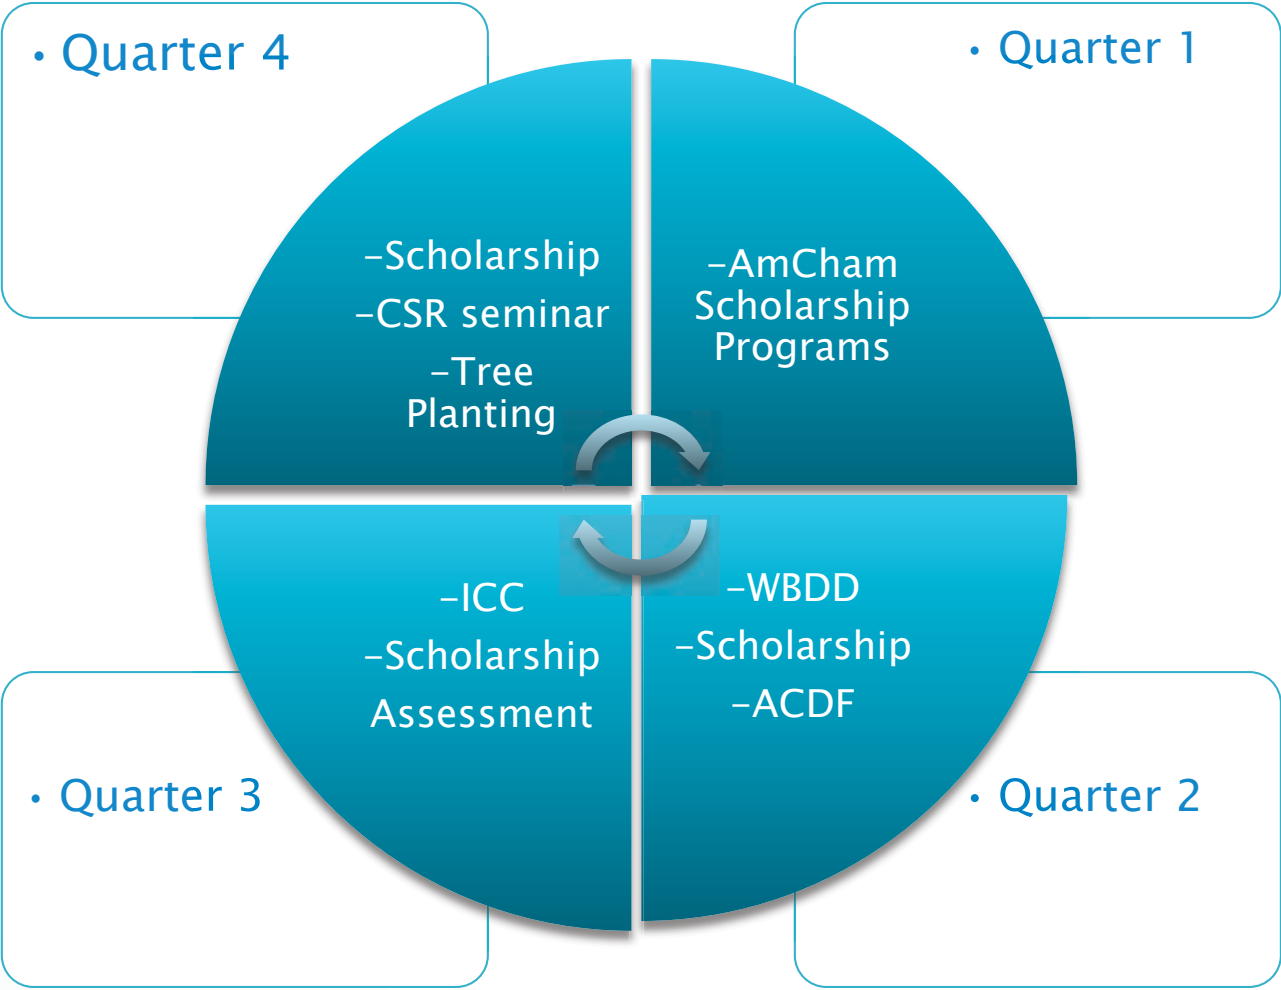 • Quarter 4
• Quarter 1
–Scholarship
–CSR seminar
–Tree
Planting
–AmCham
Scholarship
Programs
–ICC
–Scholarship
Assessment
–WBDD
–Scholarship
–ACDF
• Quarter 3
• Quarter 2